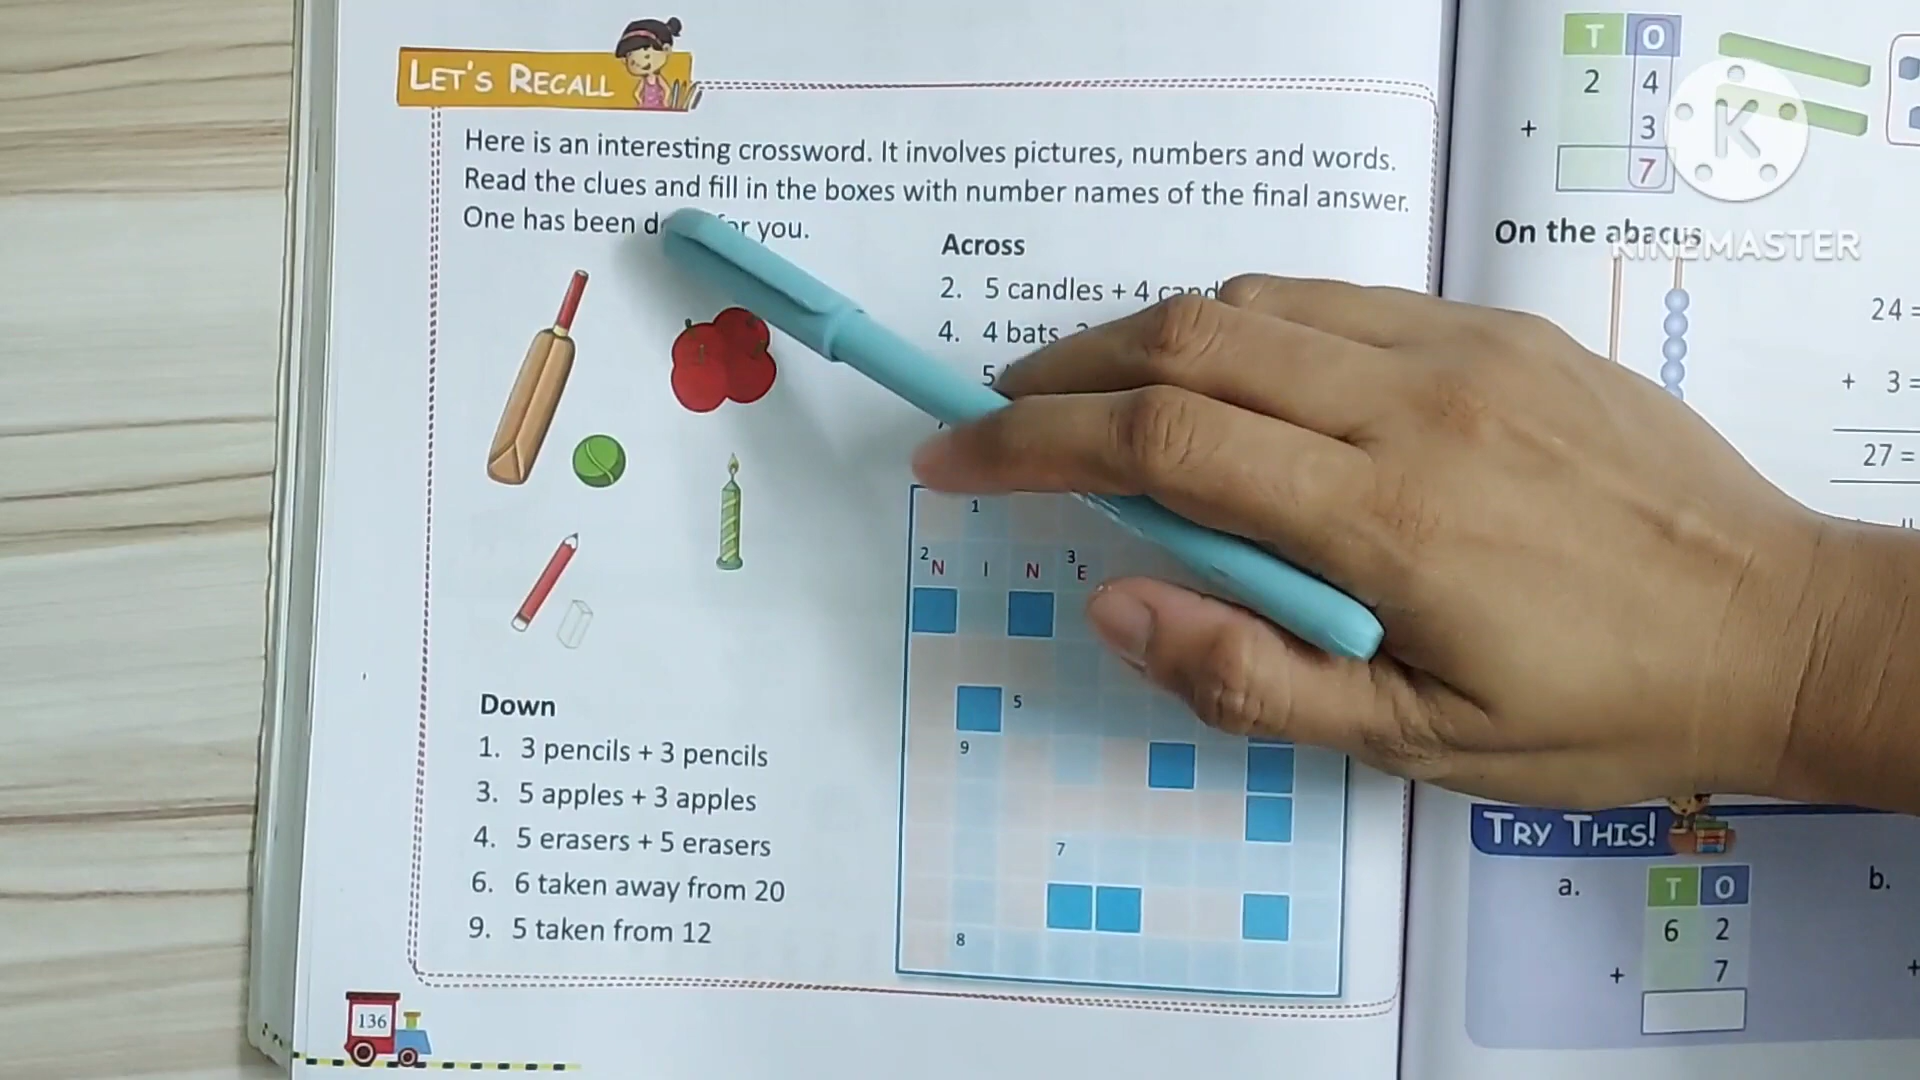 LET'S RECALL
Here is an interesting crossword. It involves pictures, numbers and words.
Read the clues and fill in the boxes with number names of the final answer.
One has been you.
Across
2. 5 candles + 4
4. 4 bats
5
1
2 N I N 3 E
5
9
7
8
Down
1. 3 pencils + 3 pencils
3. 5 apples + 3 apples
4. 5 erasers + 5 erasers
6. 6 taken away from 20
9. 5 taken from 12
136
T O
2 4
+ 3
7
K
KINEMASTER
On the abacus
24 =
+ 3 =
27 =
TRY THIS!
a.
T O
6 2
+ 7
b.
+